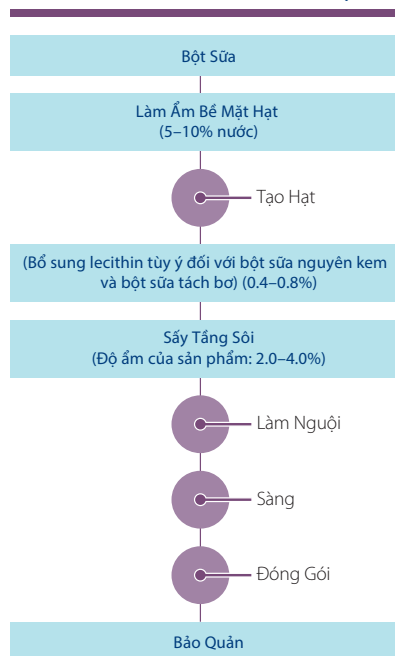 Bột Sữa
Làm Ẩm Bề Mặt Hạt
(5–10% nước)
Tạo Hạt
(Bổ sung lecithin tùy ý đối với bột sữa nguyên kem
và bột sữa tách bơ) (0.4–0.8%)
Sấy Tầng Sôi
(Độ ẩm của sản phẩm: 2.0–4.0%)
Làm Nguội
Sàng
Đóng Gói
Bảo Quản